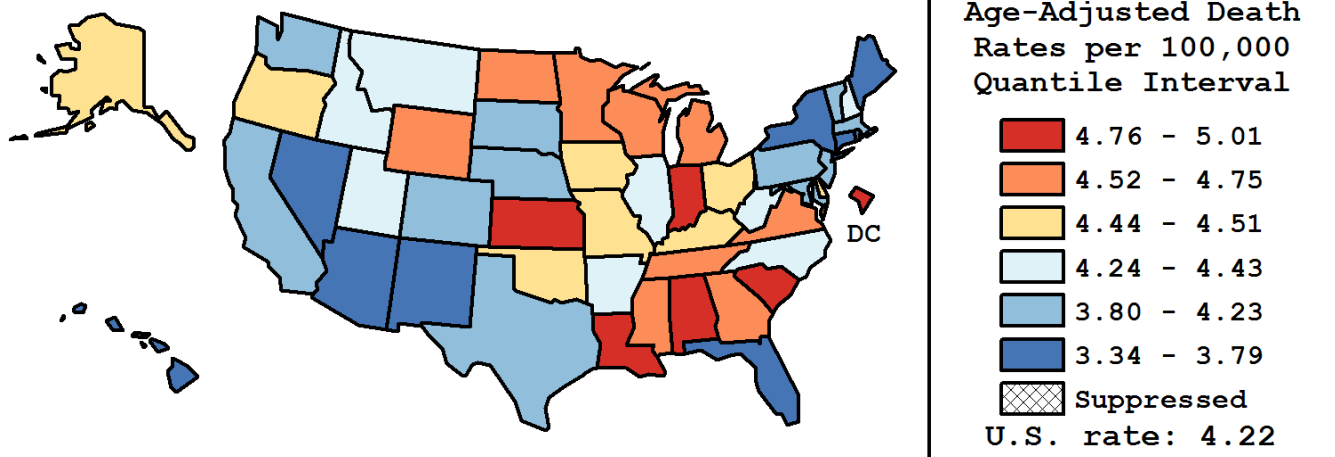 Age-Adjusted Death
Rates per 100,000
Quantile Interval
4.76 - 5.01
4.52 - 4.75
4.44 - 4.51
4.24 - 4.43
3.80 - 4.23
3.34 - 3.79
Suppressed
U.S. rate: 4.22
DC